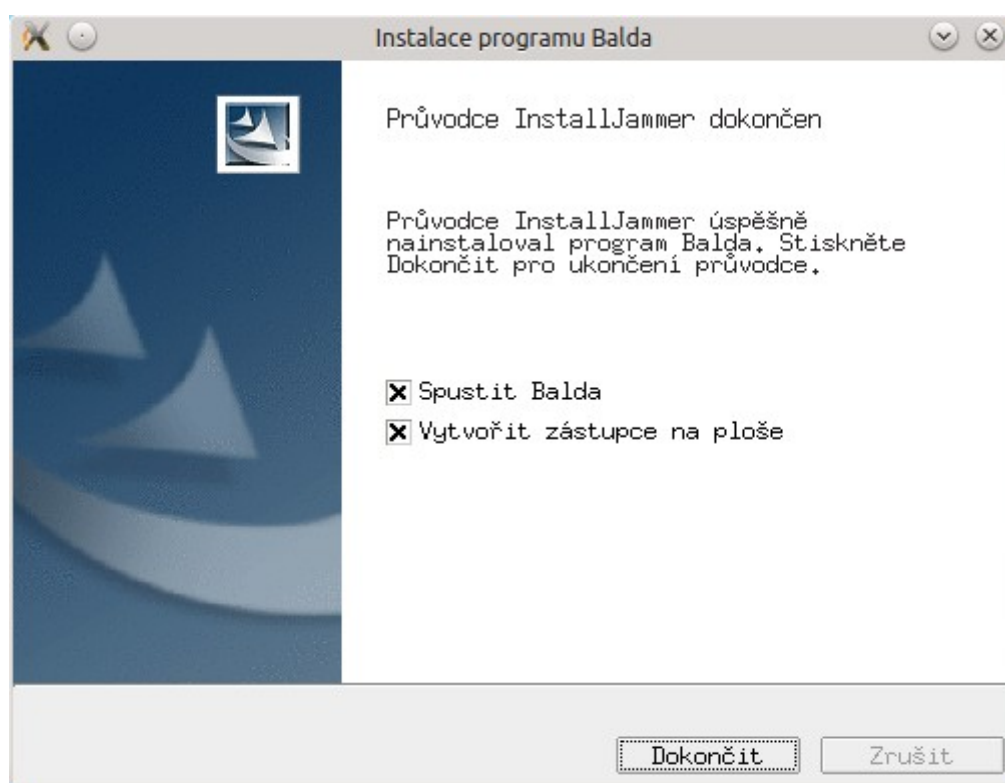 Instalace programu Balda
Průvodce InstallJammer dokončen
Průvodce InstallJammer úspěšně
nainstaloval program Balda. Stiskněte
Dokončit pro ukončení průvodce.
Spustit Balda
Vytvořit zástupce na ploše
Dokončit
Zrušit